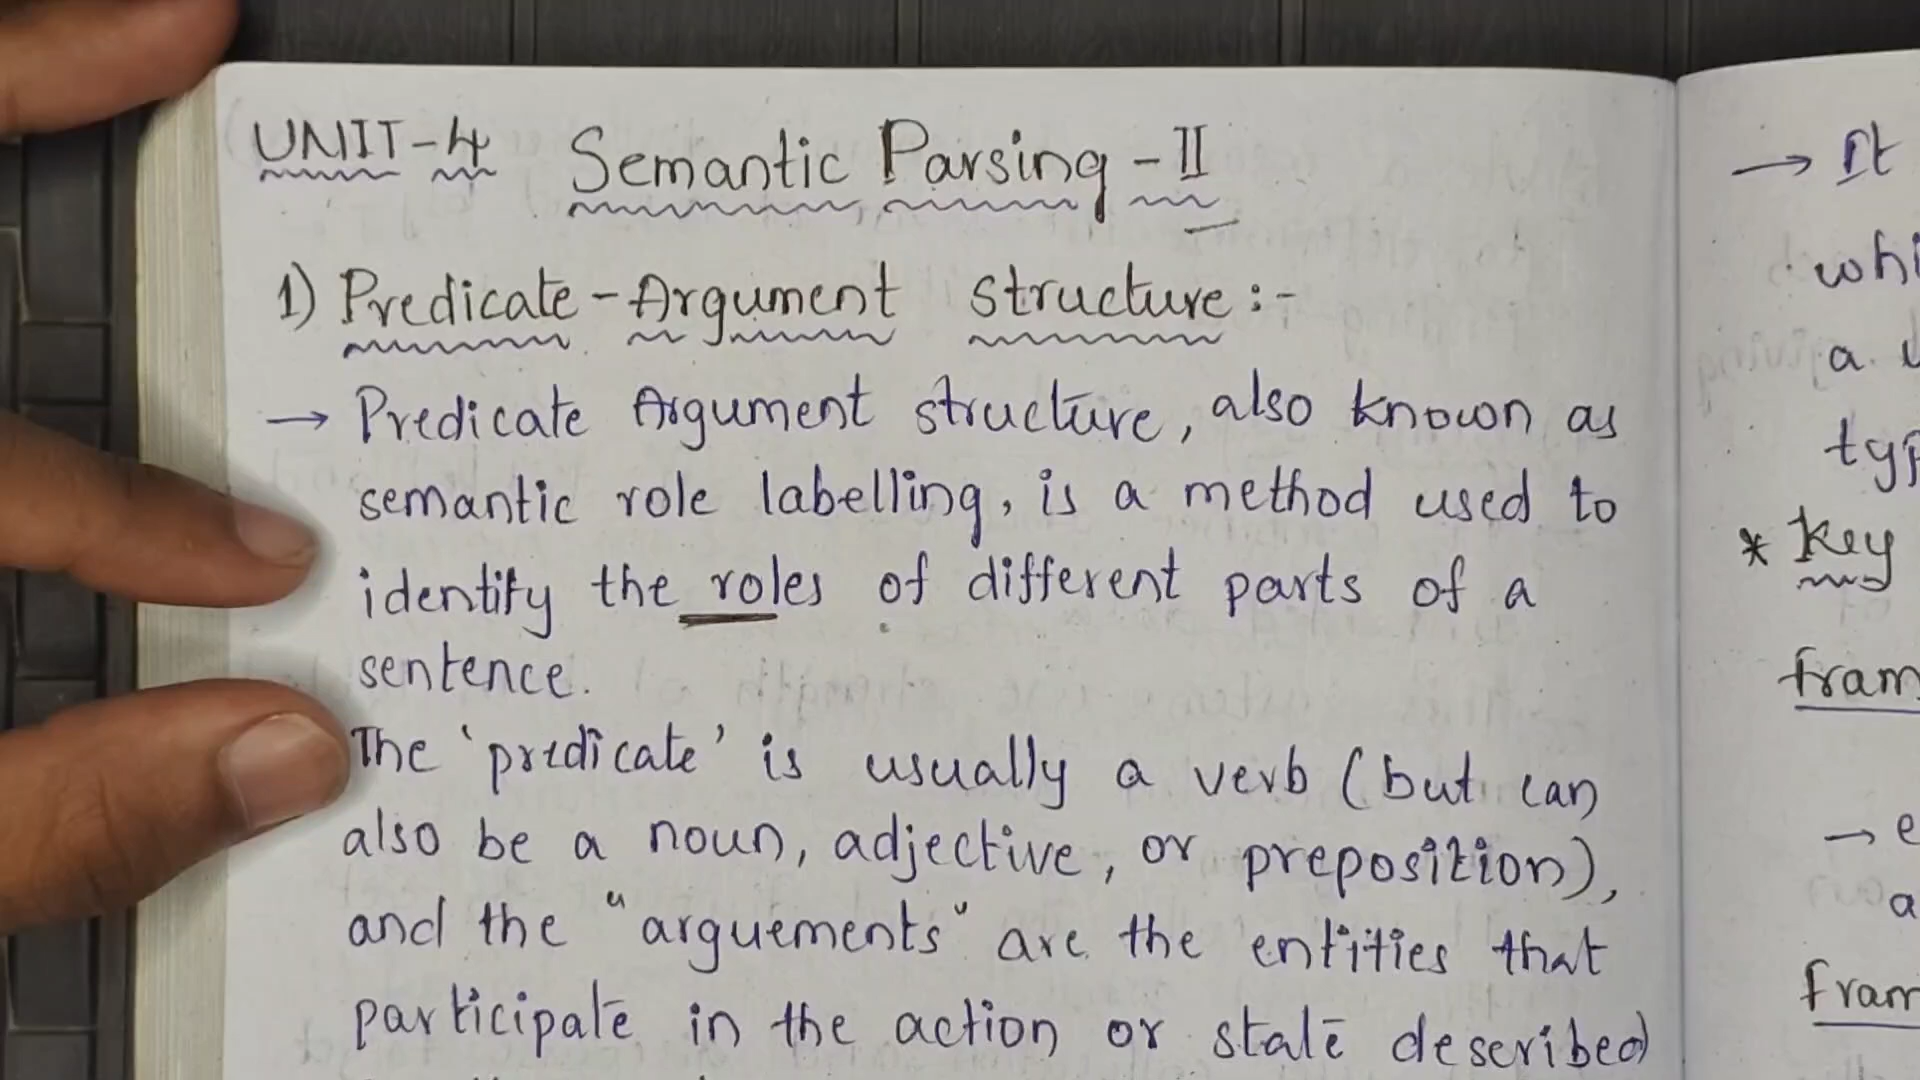 UNIT-4 Semantic Parsing - II
1) Predicate - Argument structure :-
→ Predicate Argument structure, also known as
semantic role labelling, is a method used to
identify the roles of different parts of a
sentence.
The 'predicate' is usually a verb (but can
also be a noun, adjective, or preposition),
and the "arguements" are the entities that
participate in the action or state described
→ It
whi
a
typ
* Key
fram
→ e
a
fram